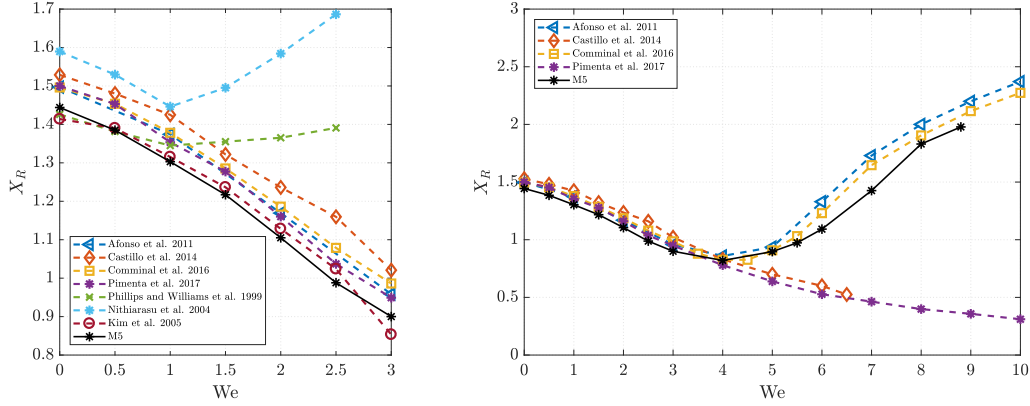 1.7
1.6
1.5
1.4
1.3
1.2
1.1
1
0.9
0.8
X_R
0 0.5 1 1.5 2 2.5 3
We
Afonso et al. 2011
Castillo et al. 2014
Comminal et al. 2016
Pimenta et al. 2017
Phillips and Williams et al. 1999
Nithiarasu et al. 2004
Kim et al. 2005
M5
3
2.5
2
1.5
1
0.5
0
X_R
0 1 2 3 4 5 6 7 8 9 10
We
Afonso et al. 2011
Castillo et al. 2014
Comminal et al. 2016
Pimenta et al. 2017
M5